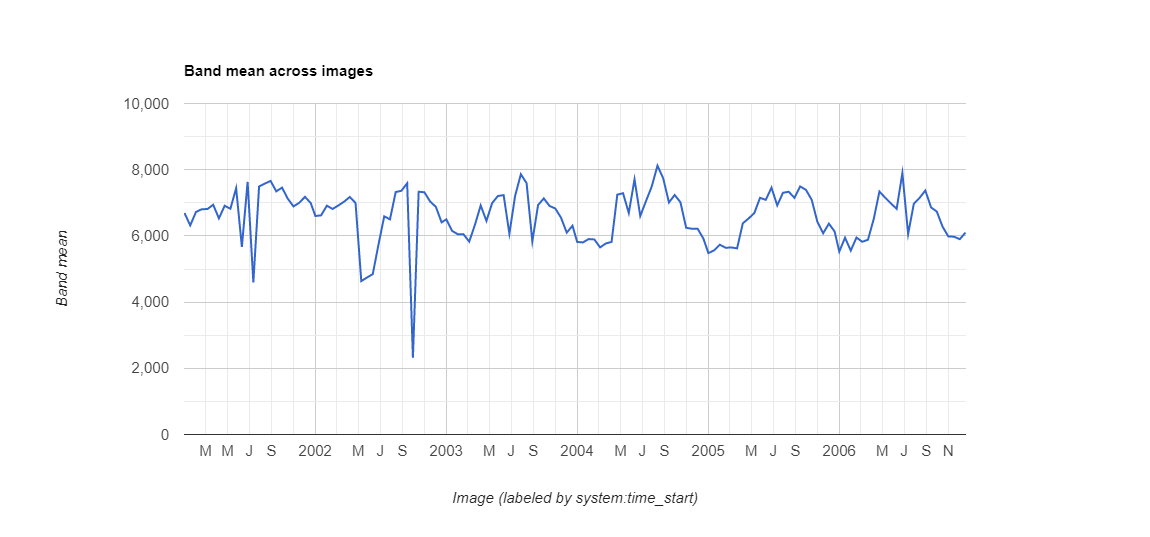 Band mean across images
10,000
8,000
6,000
4,000
2,000
0
Band mean
M M J S 2002 M J S 2003 M J S 2004 M J S 2005 M J S 2006 M J S N
Image (labeled by system:time_start)